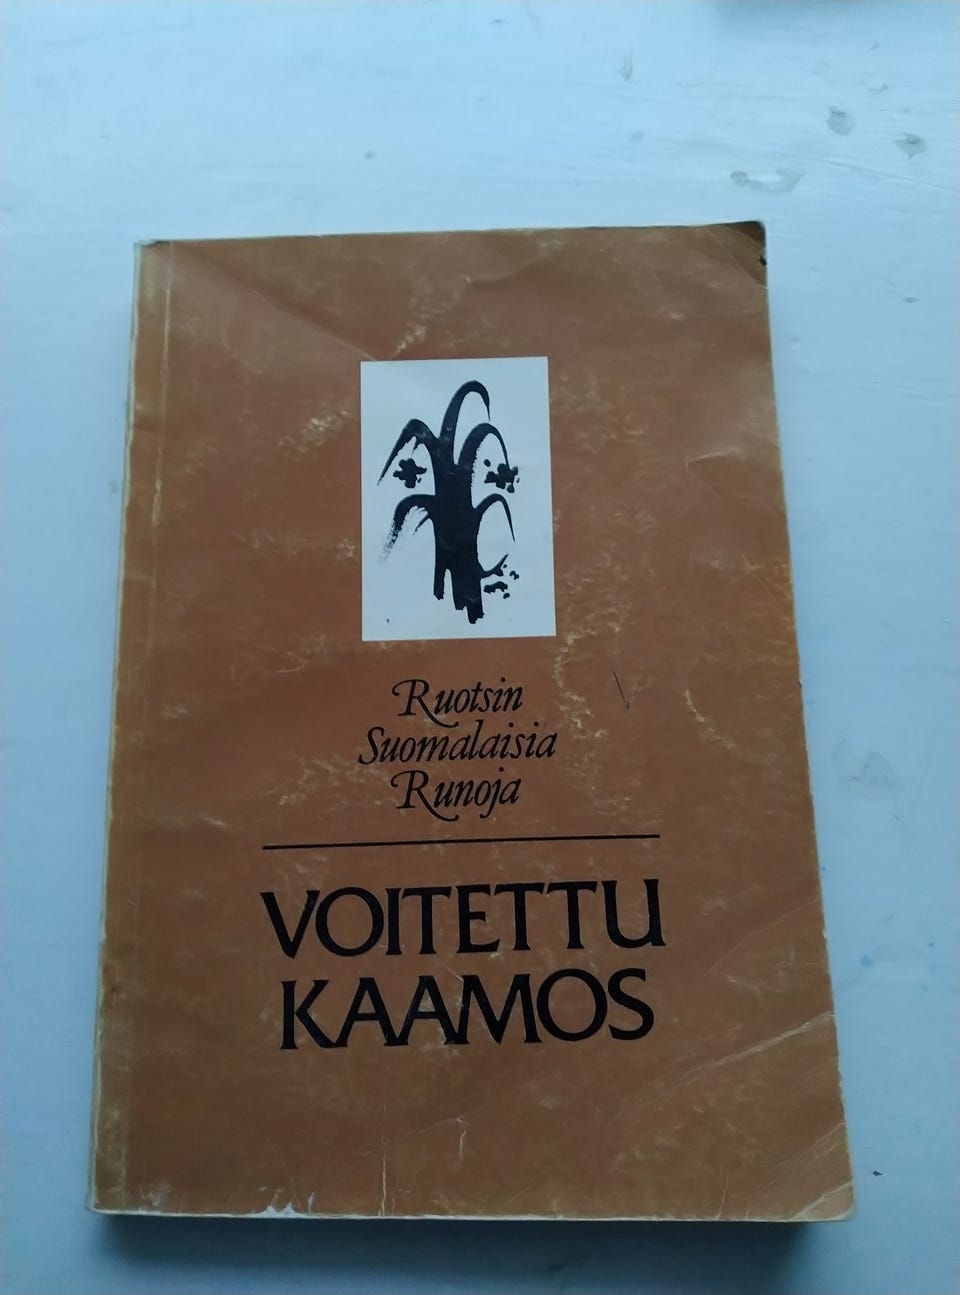 Ruotsin
Suomalaisia
Runoja
VOITETTU
KAAMOS